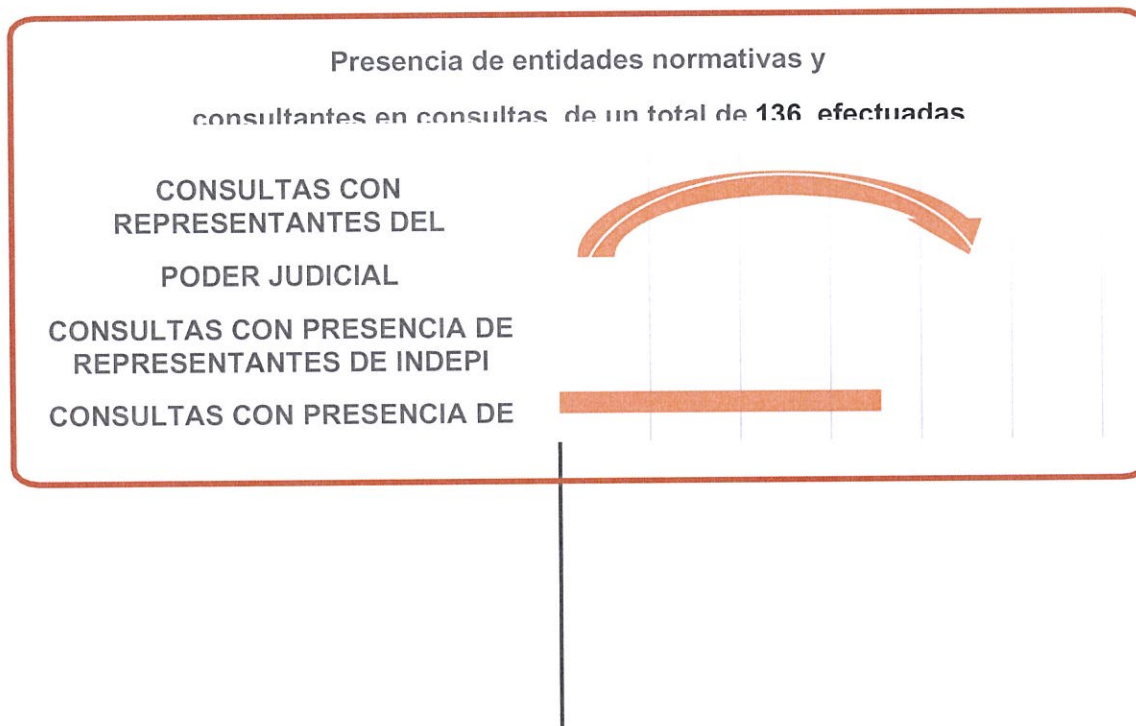 Presencia de entidades normativas y
consultantes en consultas de un total de 136 efectuadas
CONSULTAS CON
REPRESENTANTES DEL
PODER JUDICIAL
CONSULTAS CON PRESENCIA DE
REPRESENTANTES DE INDEPI
CONSULTAS CON PRESENCIA DE